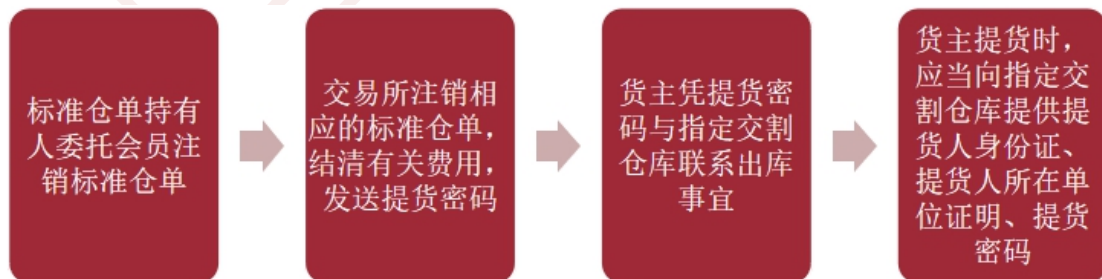 标准仓单持有
人委托会员注
销标准仓单
交易所注销相
应的标准仓单，
结清有关费用，
发送提货密码
货主凭提货密
码与指定交割
仓库联系出库
事宜
货主提货时，
应当向指定交
割仓库提供提
货人身份证、
提货人所在单
位证明、提货
密码